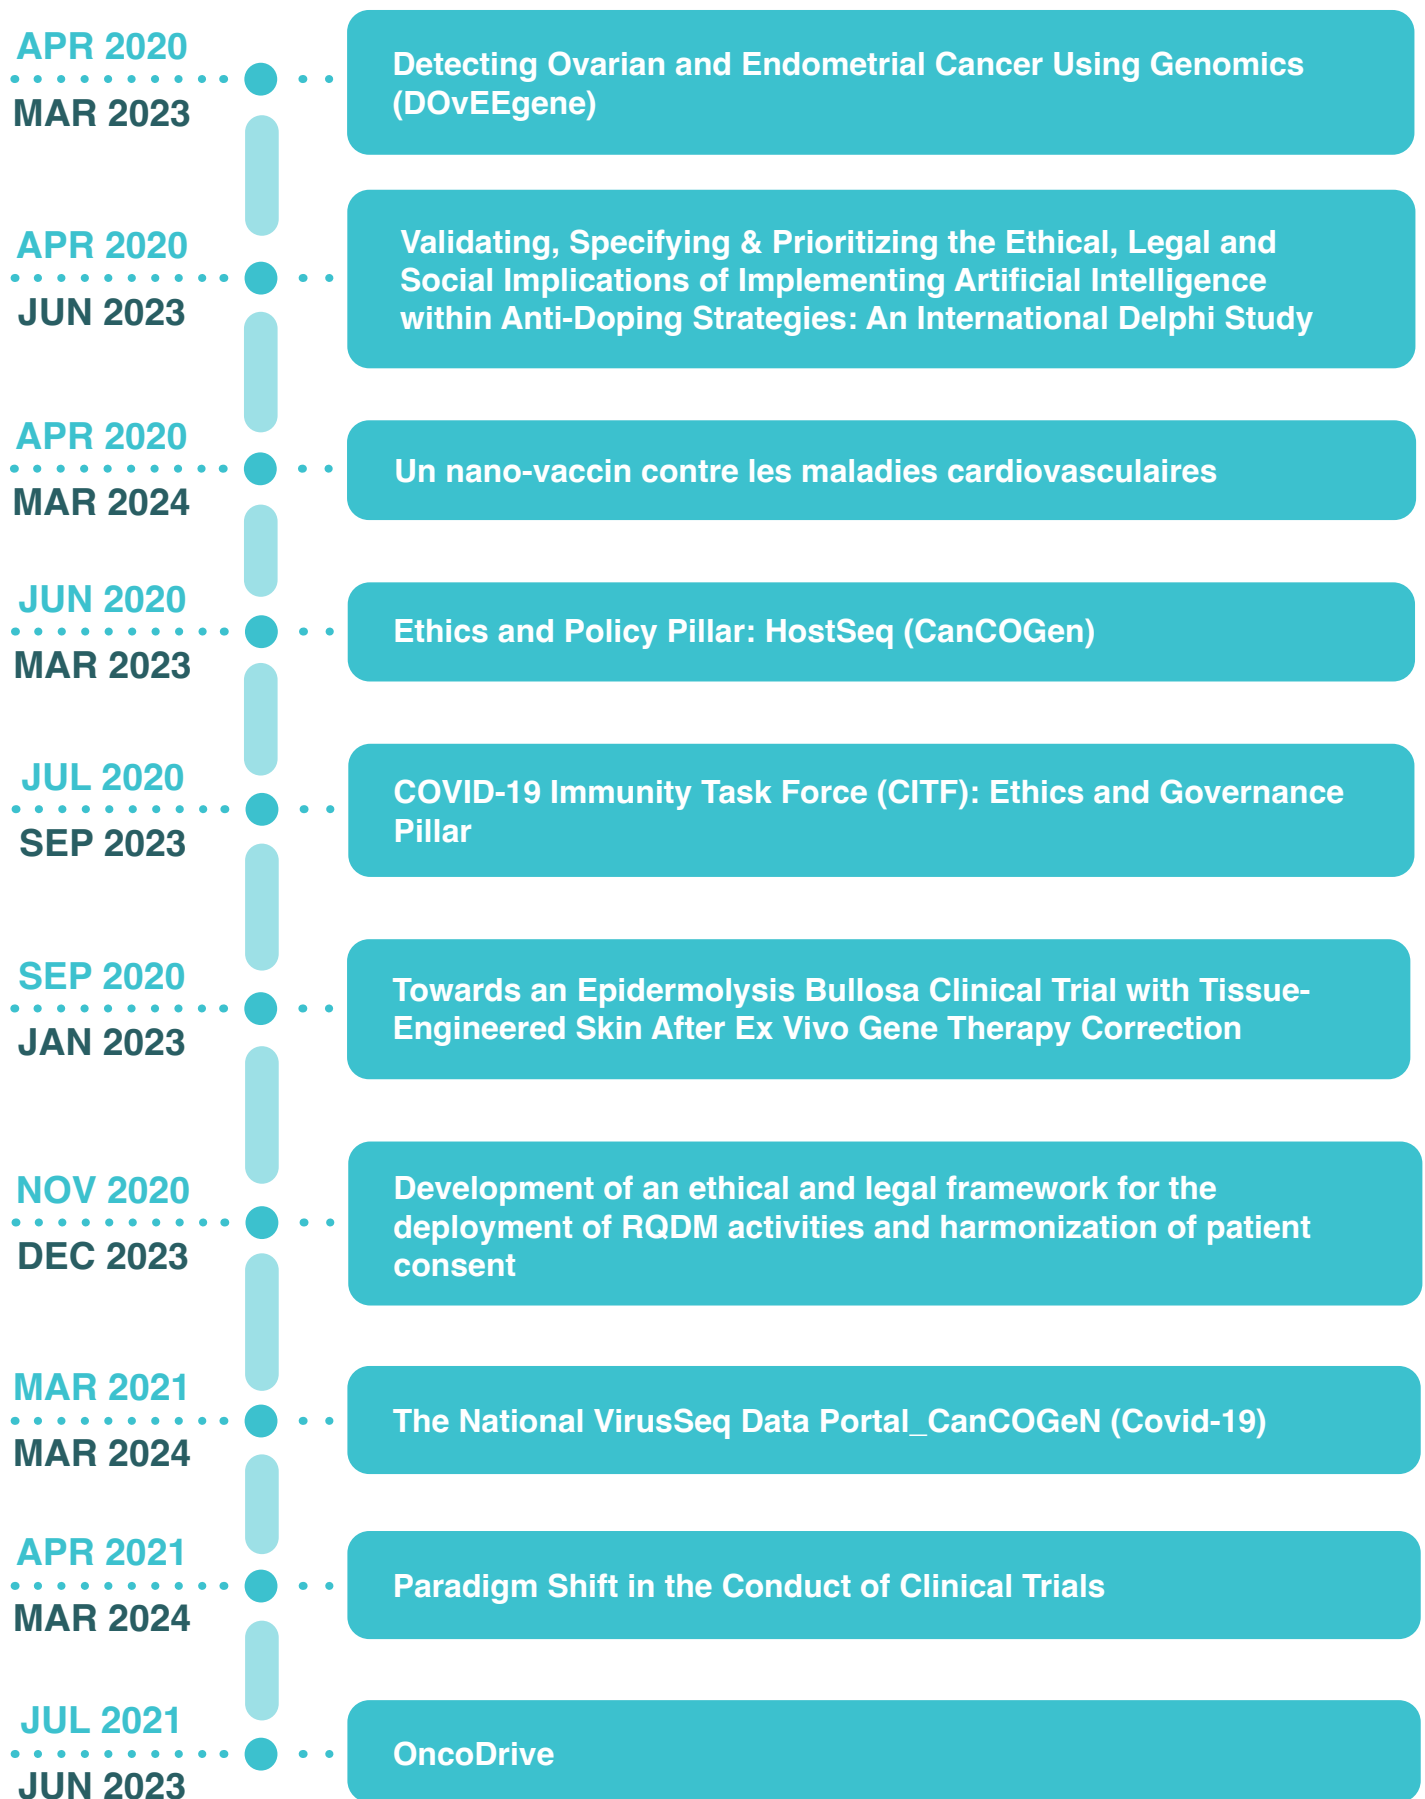 APR 2020
MAR 2023
Detecting Ovarian and Endometrial Cancer Using Genomics
(DOvEEgene)
APR 2020
JUN 2023
Validating, Specifying & Prioritizing the Ethical, Legal and
Social Implications of Implementing Artificial Intelligence
within Anti-Doping Strategies: An International Delphi Study
APR 2020
MAR 2024
Un nano-vaccin contre les maladies cardiovasculaires
JUN 2020
MAR 2023
Ethics and Policy Pillar: HostSeq (CanCOGen)
JUL 2020
SEP 2023
COVID-19 Immunity Task Force (CITF): Ethics and Governance
Pillar
SEP 2020
JAN 2023
Towards an Epidermolysis Bullosa Clinical Trial with Tissue-
Engineered Skin After Ex Vivo Gene Therapy Correction
NOV 2020
DEC 2023
Development of an ethical and legal framework for the
deployment of RQDM activities and harmonization of patient
consent
MAR 2021
MAR 2024
The National VirusSeq Data Portal_CanCOGeN (Covid-19)
APR 2021
MAR 2024
Paradigm Shift in the Conduct of Clinical Trials
JUL 2021
JUN 2023
OncoDrive